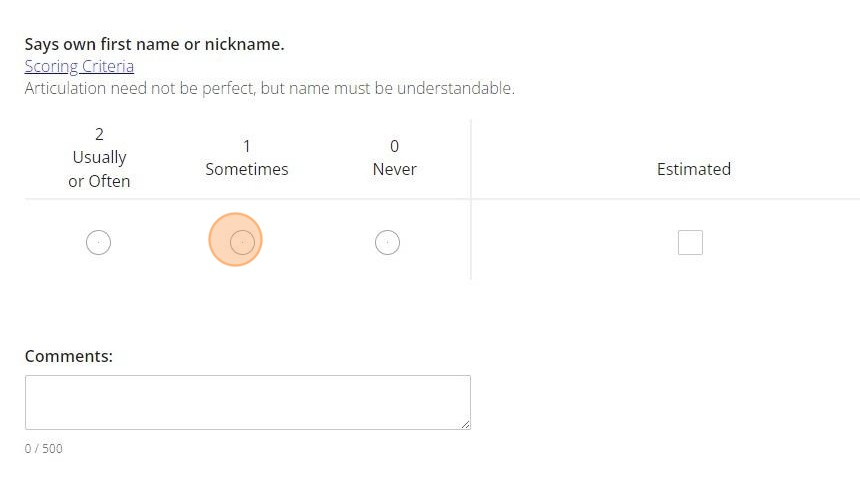 Says own first name or nickname.
Scoring Criteria
Articulation need not be perfect, but name must be understandable.
2
Usually
or Often
1
Sometimes
0
Never
Estimated
Comments:
0 / 500